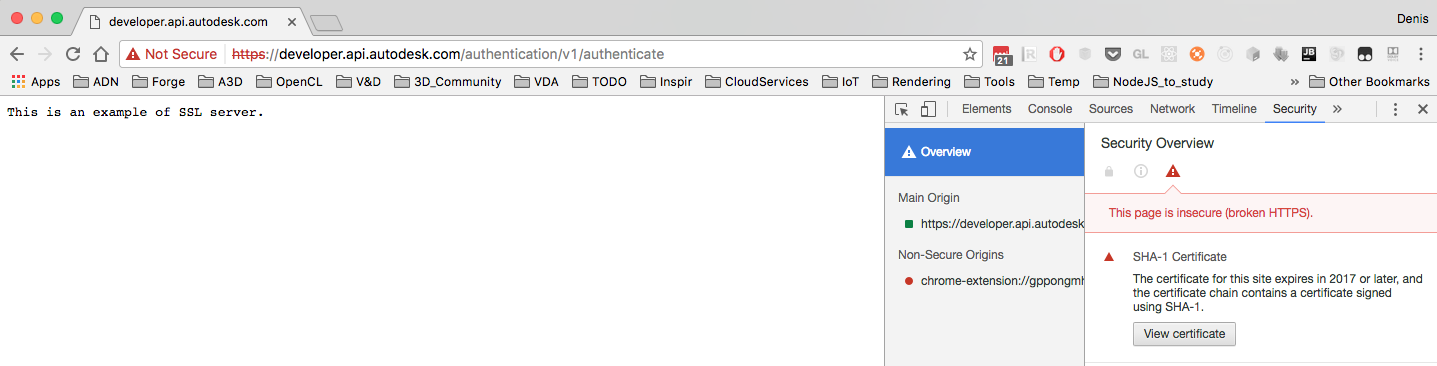 developer.api.autodesk.com
Denis
Not Secure https://developer.api.autodesk.com/authentication/v1/authenticate
21
GL
JB
Apps ADN Forge A3D OpenCL V&D 3D_Community VDA TODO Inspir CloudServices IoT Rendering Tools Temp NodeJS_to_study » Other Bookmarks
This is an example of SSL server.
Elements Console Sources Network Timeline Security »
Overview
Main Origin
https://developer.api.autodesk
Non-Secure Origins
chrome-extension://gppongmh
Security Overview
This page is insecure (broken HTTPS).
SHA-1 Certificate
The certificate for this site expires in 2017 or later, and
the certificate chain contains a certificate signed
using SHA-1.
View certificate